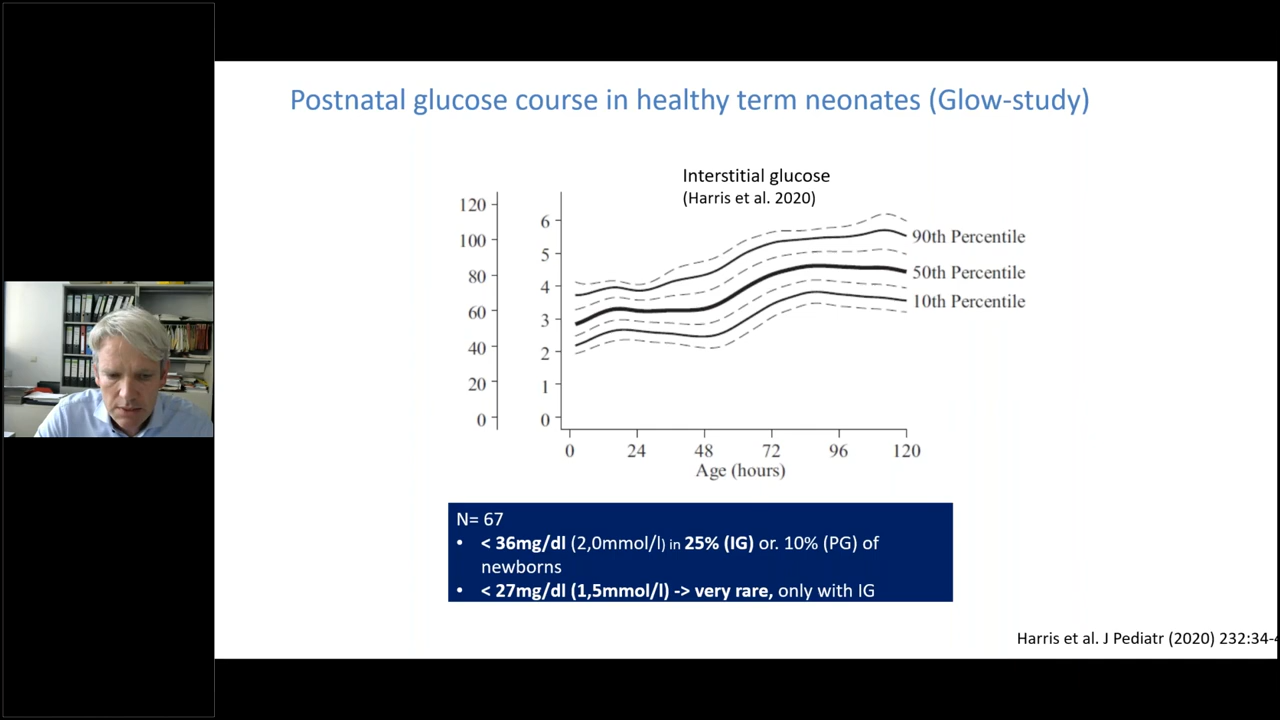 Postnatal glucose course in healthy term neonates (Glow-study)
Interstitial glucose
(Harris et al. 2020)
120
100
80
60
40
20
0
6
5
4
3
2
1
0
90th Percentile
50th Percentile
10th Percentile
0 24 48 72 96 120
Age (hours)
N= 67
• < 36mg/dl (2,0mmol/l) in 25% (IG) or. 10% (PG) of
newborns
• < 27mg/dl (1,5mmol/l) -> very rare, only with IG
Harris et al. J Pediatr (2020) 232:34-